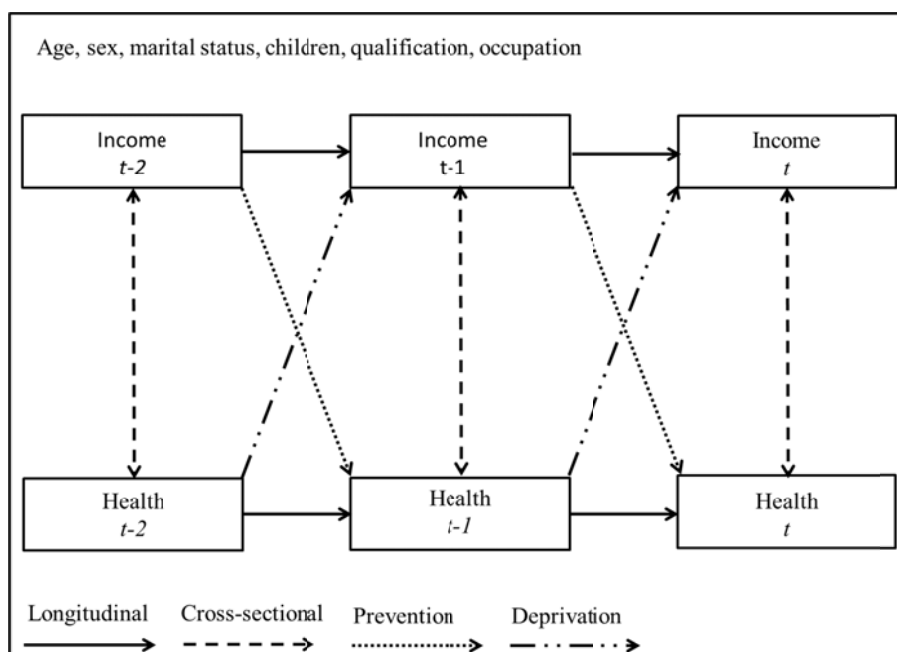 Age, sex, marital status, children, qualification, occupation
Income
t-2
Income
t-1
Income
t
Health
t-2
Health
t-1
Health
t
Longitudinal
Cross-sectional
Prevention
Deprivation